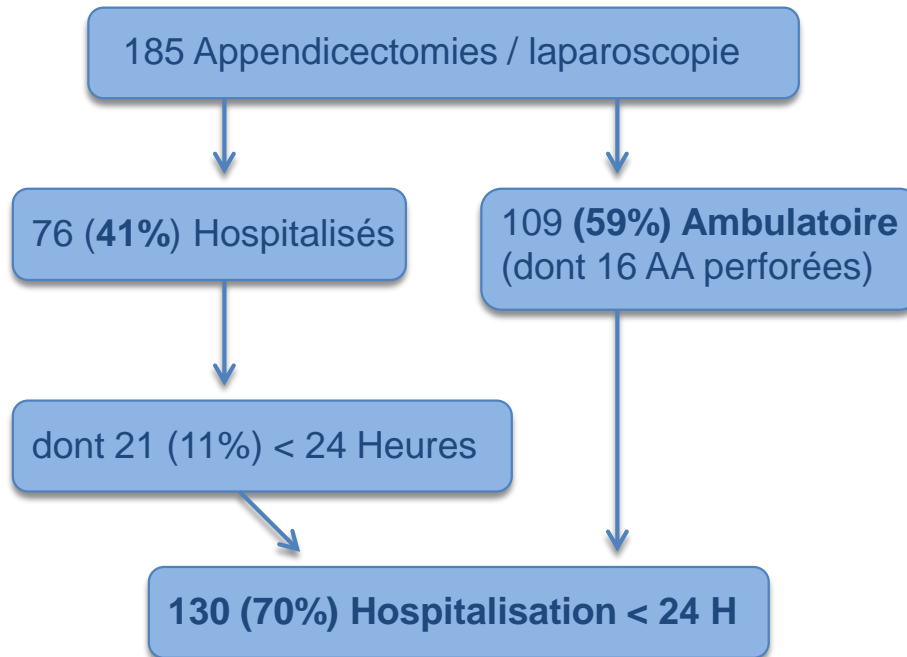 185 Appendicectomies / laparoscopie
76 (41%) Hospitalisés
109 (59%) Ambulatoire
(dont 16 AA perforées)
dont 21 (11%) < 24 Heures
130 (70%) Hospitalisation < 24 H